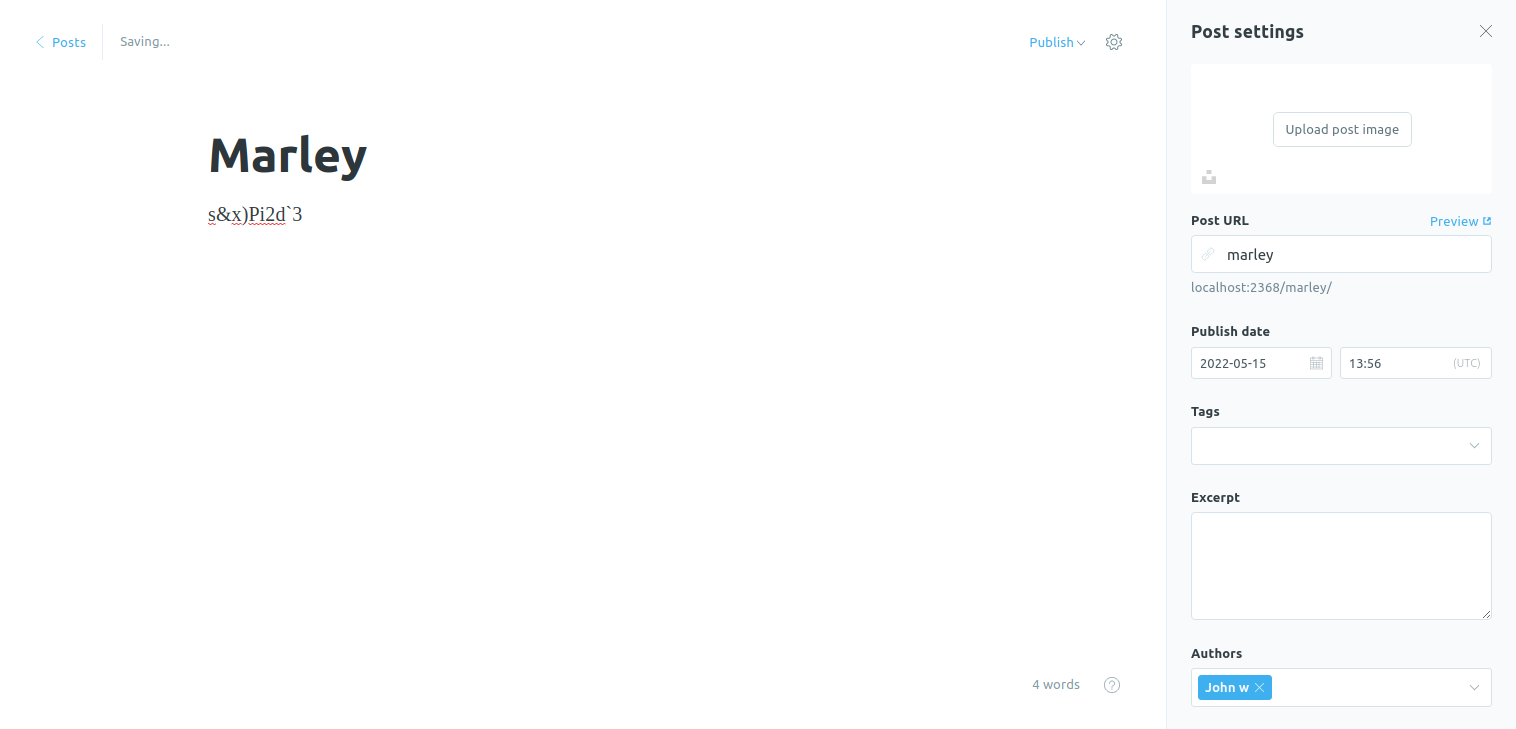 Posts
Saving...
Publish
Marley
s&x)Pi2d`3
4 words
?
Post settings
Upload post image
Post URL
Preview
marley
localhost:2368/marley/
Publish date
2022-05-15
13:56
(UTC)
Tags
Excerpt
Authors
John w